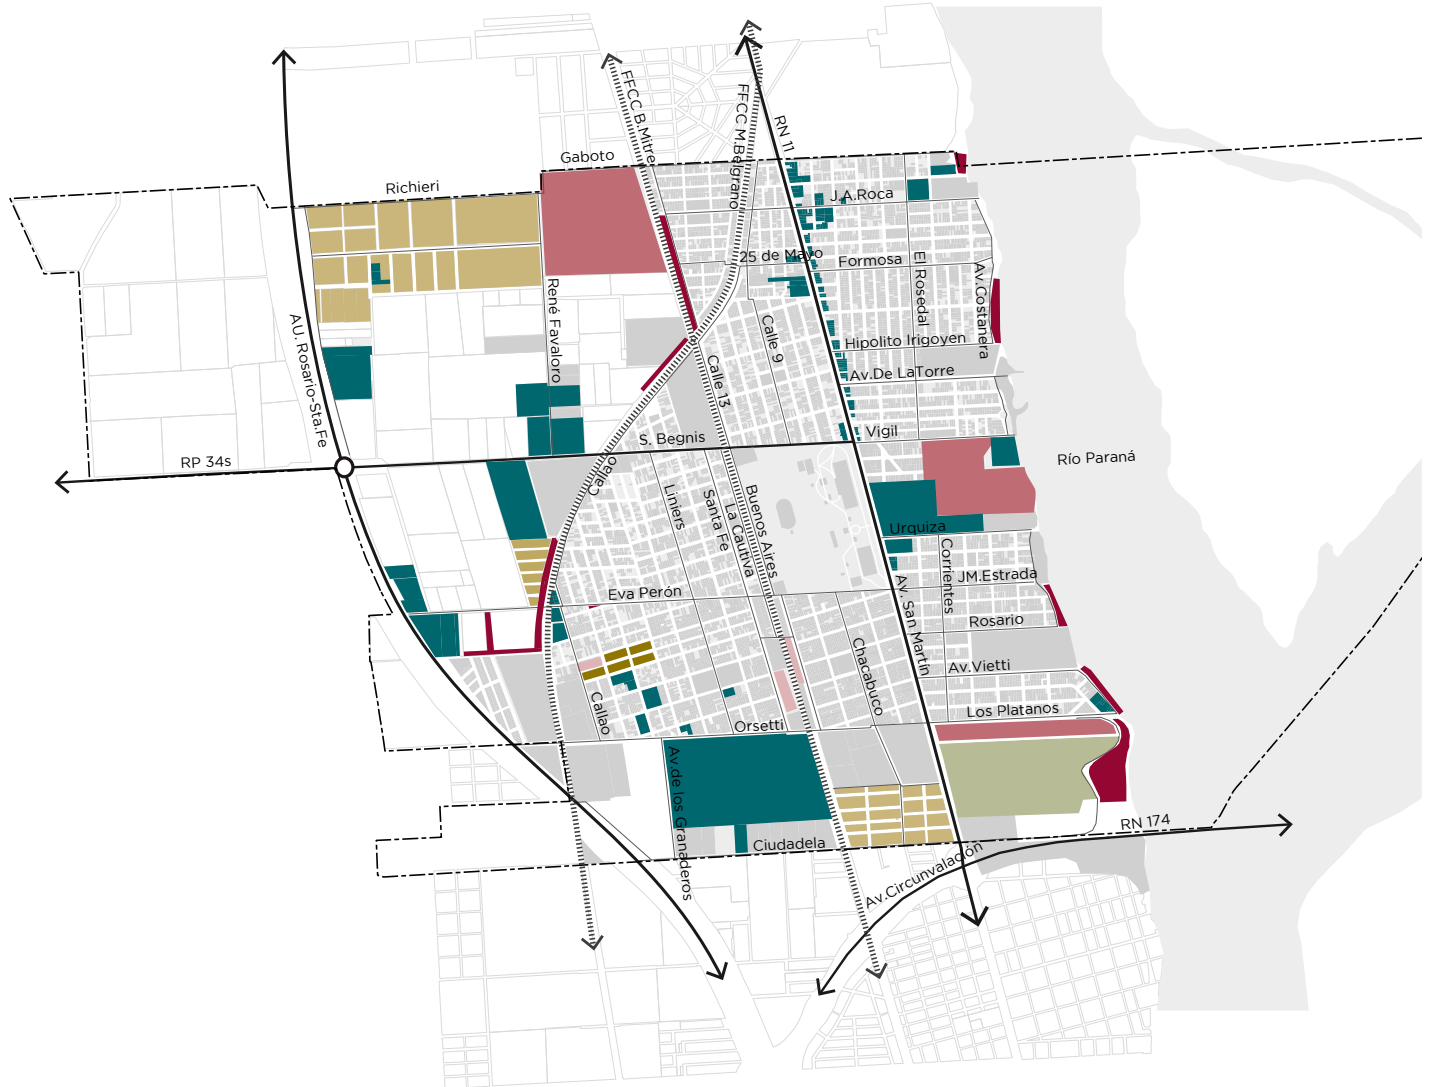 FFCC B.Mitre
FFCC M.Belgrano
RN 11
Gaboto
Richieri
J.A.Roca
25 de Mayo
Formosa
El Rosedal
Av.Costanera
René Favaloro
AU. Rosario-Sta.Fe
Calle 9
Hipolito Irigoyen
Calle 13
Av.De LaTorre
Vigil
S. Begnis
RP 34s
Río Paraná
Callao
Liniers
Santa Fe
La Cautiva
Buenos Aires
Urquiza
Corrientes
JM.Estrada
Eva Perón
Av. San Martín
Rosario
Chacabuco
Av.Vietti
Callao
Los Platanos
Orsetti
Av.de los Granaderos
RN 174
Ciudadela
Av.Circunvalación